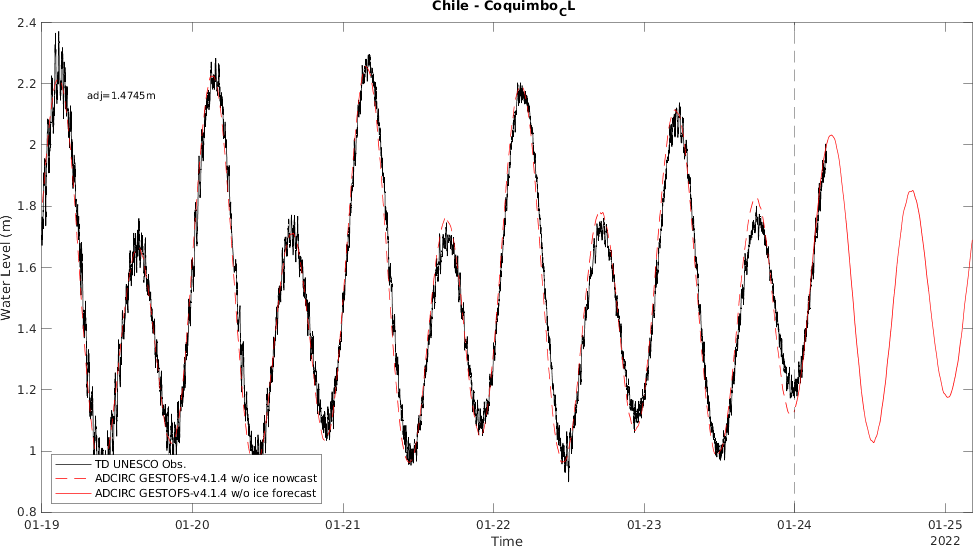 Chile - Coquimbo_CL
2.4
2.2
2
1.8
1.6
1.4
1.2
1
0.8
Water Level (m)
adj=1.4745m
TD UNESCO Obs.
ADCIRC GESTOFS-v4.1.4 w/o ice nowcast
ADCIRC GESTOFS-v4.1.4 w/o ice forecast
01-19 01-20 01-21 01-22 01-23 01-24 01-25
Time 2022